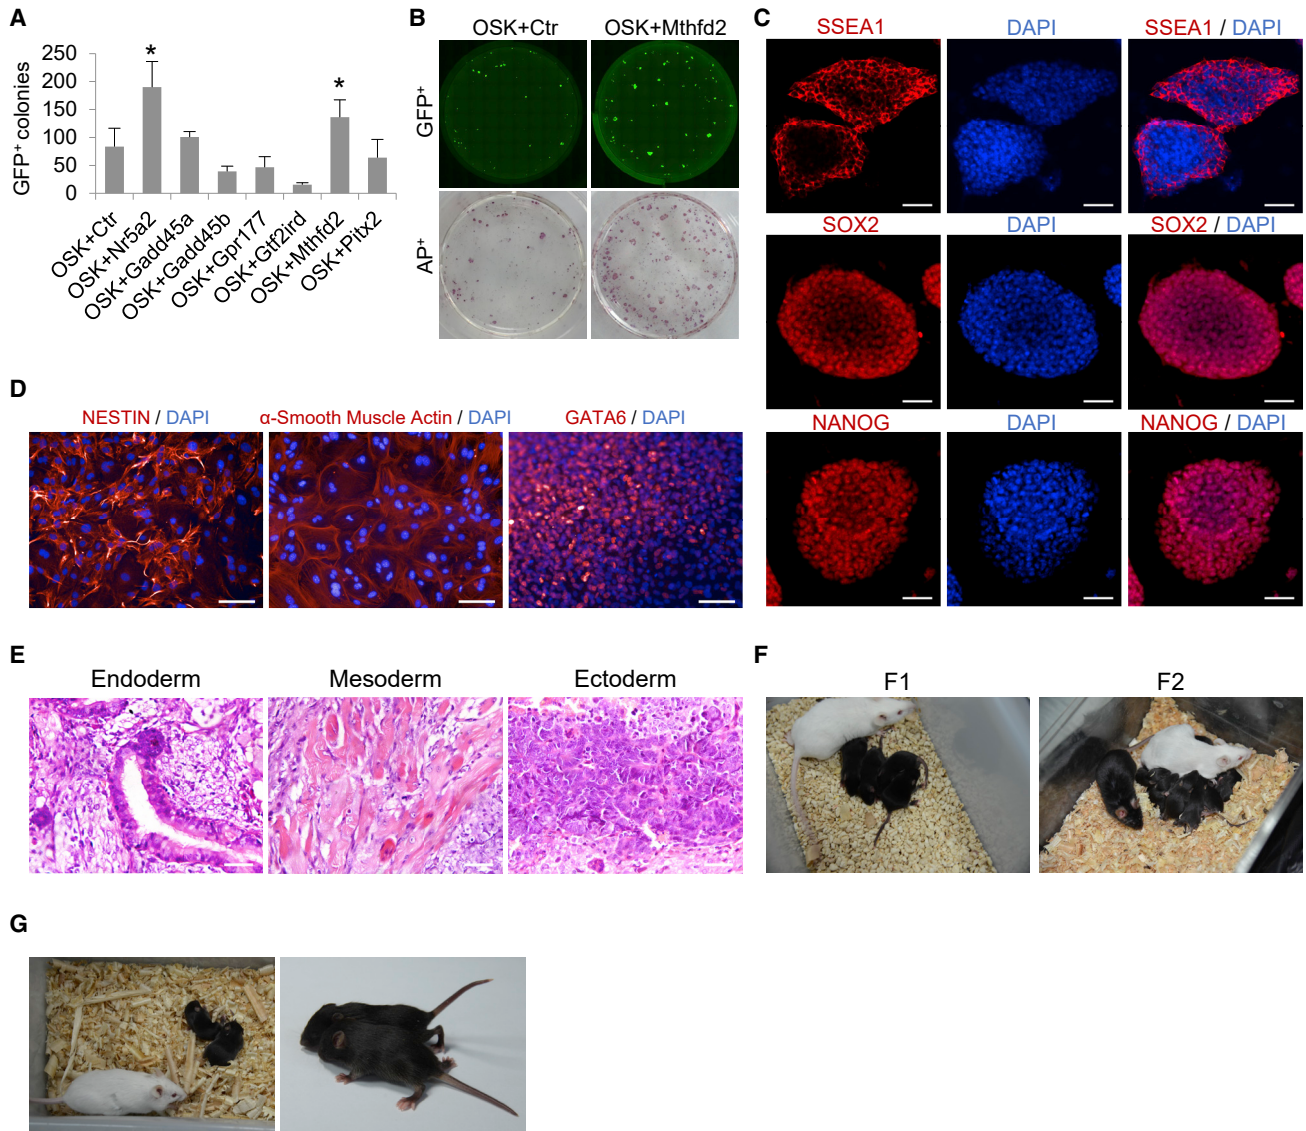 A
GFP+ colonies
250
200
150
100
50
0
OSK+Ctr
OSK+Nr5a2
OSK+Gadd45a
OSK+Gadd45b
OSK+Gpr177
OSK+Gtf2ird
OSK+Mthfd2
OSK+Pitx2
*
*
B
OSK+Ctr
OSK+Mthfd2
GFP+
AP+
C
SSEA1
DAPI
SSEA1 / DAPI
SOX2
DAPI
SOX2 / DAPI
NANOG
DAPI
NANOG / DAPI
D
NESTIN / DAPI
α-Smooth Muscle Actin / DAPI
GATA6 / DAPI
E
Endoderm
Mesoderm
Ectoderm
F
F1
F2
G